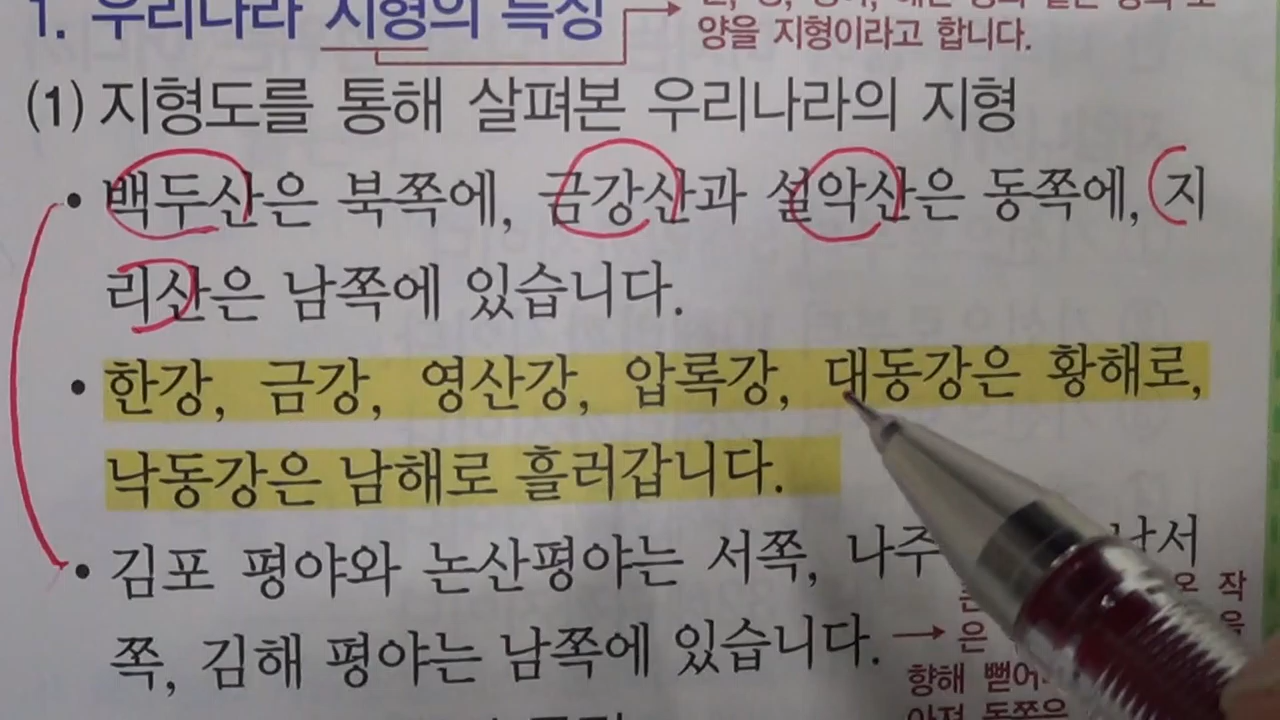 1. 우리나라 지형의 특징
양을 지형이라고 합니다.
(1) 지형도를 통해 살펴본 우리나라의 지형
• 백두산은 북쪽에, 금강산과 설악산은 동쪽에, 지
리산은 남쪽에 있습니다.
• 한강, 금강, 영산강, 압록강, 대동강은 황해로,
낙동강은 남해로 흘러갑니다.
• 김포 평야와 논산평야는 서쪽, 나주
쪽, 김해 평야는 남쪽에 있습니다. → 은
작
향해 뻗어
동쪽은